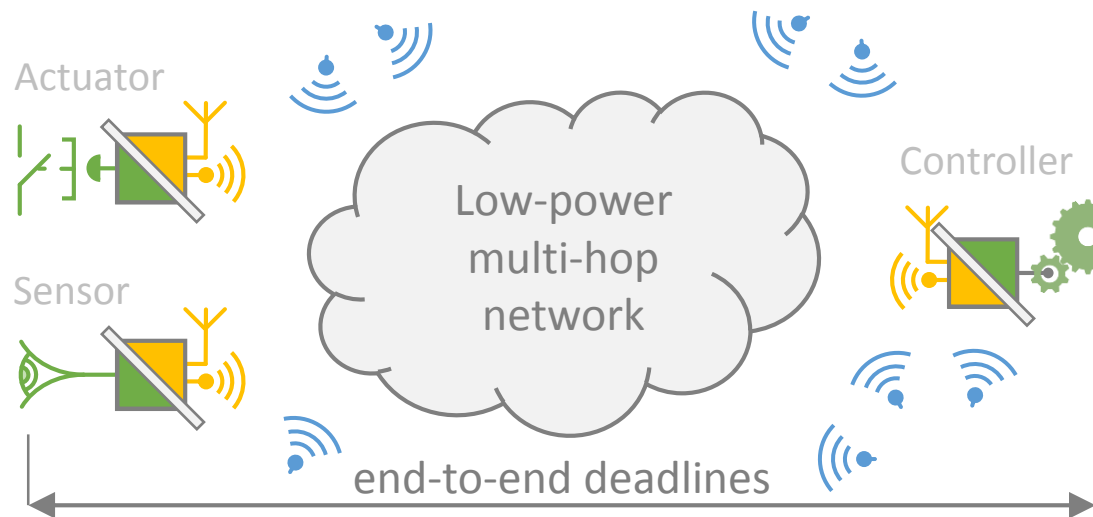 Actuator
Controller
Low-power
multi-hop
network
Sensor
end-to-end deadlines